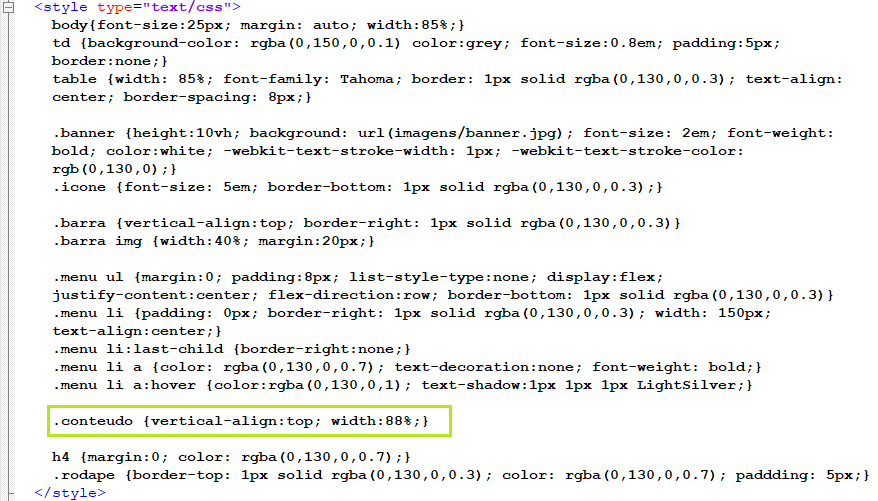 <style type="text/css">
body{font-size:25px; margin: auto; width:85%;}
td {background-color: rgba(0,150,0,0.1) color:grey; font-size:0.8em; padding:5px;
border:none;}
table {width: 85%; font-family: Tahoma; border: 1px solid rgba(0,130,0,0.3); text-align:
center; border-spacing: 8px;}
.banner {height:10vh; background: url(imagens/banner.jpg); font-size: 2em; font-weight:
bold; color:white; -webkit-text-stroke-width: 1px; -webkit-text-stroke-color:
rgb(0,130,0);}
.icone {font-size: 5em; border-bottom: 1px solid rgba(0,130,0,0.3);}
.barra {vertical-align:top; border-right: 1px solid rgba(0,130,0,0.3)}
.barra img {width:40%; margin:20px;}
.menu ul {margin:0; padding:8px; list-style-type:none; display:flex;
justify-content:center; flex-direction:row; border-bottom: 1px solid rgba(0,130,0,0.3)}
.menu li {padding: 0px; border-right: 1px solid rgba(0,130,0,0.3); width: 150px;
text-align:center;}
.menu li:last-child {border-right:none;}
.menu li a {color: rgba(0,130,0,0.7); text-decoration:none; font-weight: bold;}
.menu li a:hover {color:rgba(0,130,0,1); text-shadow:1px 1px 1px LightSilver;}
.conteudo {vertical-align:top; width:88%;}
h4 {margin:0; color: rgba(0,130,0,0.7);}
.rodape {border-top: 1px solid rgba(0,130,0,0.3); color: rgba(0,130,0,0.7); paddding: 5px;}
</style>